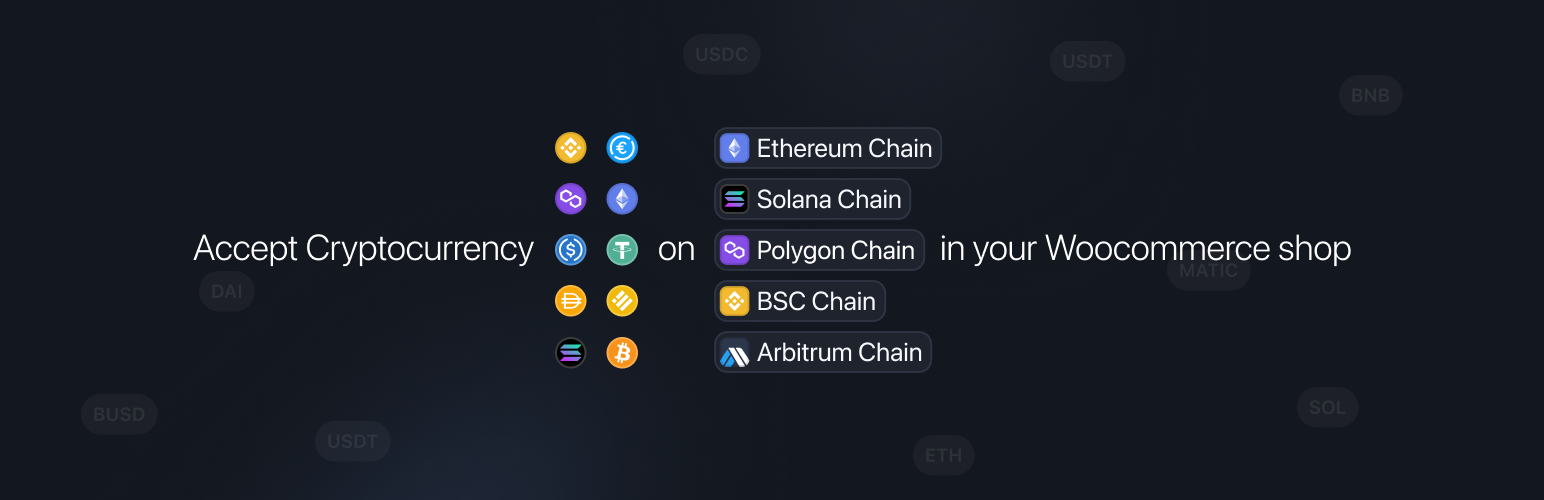 USDC
USDT
BNB
Ethereum Chain
Solana Chain
Accept Cryptocurrency on Polygon Chain in your Woocommerce shop
MATIC
DAI
BSC Chain
Arbitrum Chain
BUSD
SOL
USDT
ETH